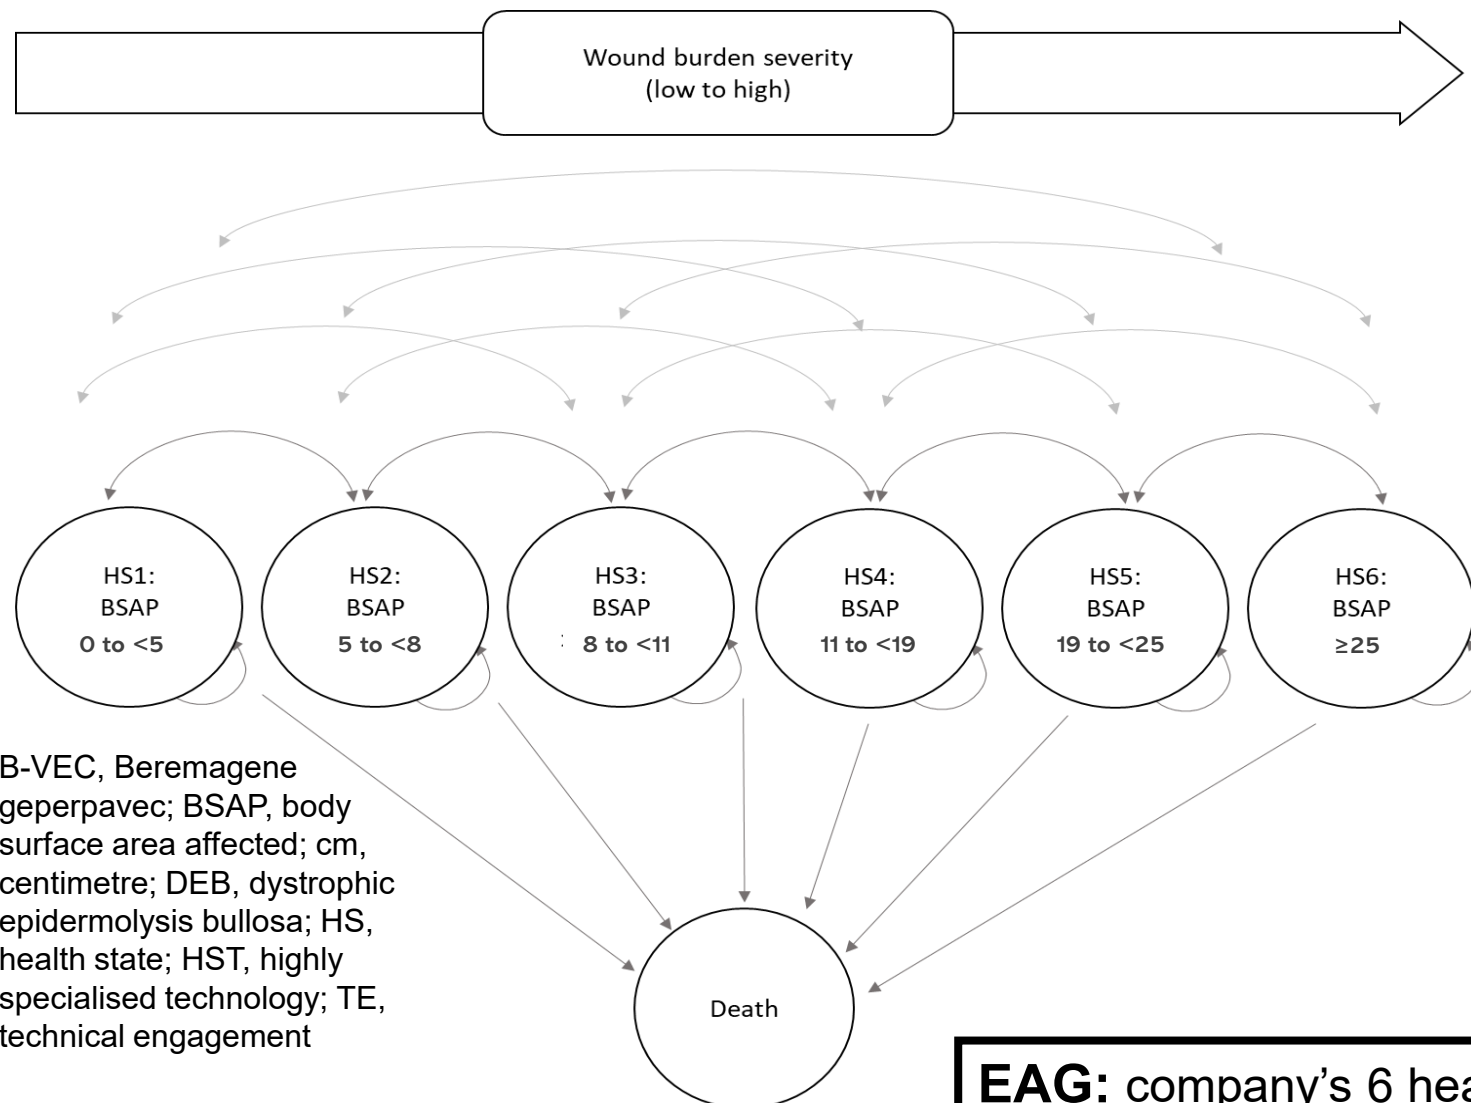 Wound burden severity
(low to high)
HS1:
BSAP
0 to <5
HS2:
BSAP
5 to <8
HS3:
BSAP
8 to <11
HS4:
BSAP
11 to <19
HS5:
BSAP
19 to <25
HS6:
BSAP
≥25
B-VEC, Beremagene
geperpavec; BSAP, body
surface area affected; cm,
centimetre; DEB, dystrophic
epidermolysis bullosa; HS,
health state; HST, highly
specialised technology; TE,
technical engagement
Death
EAG: company's 6